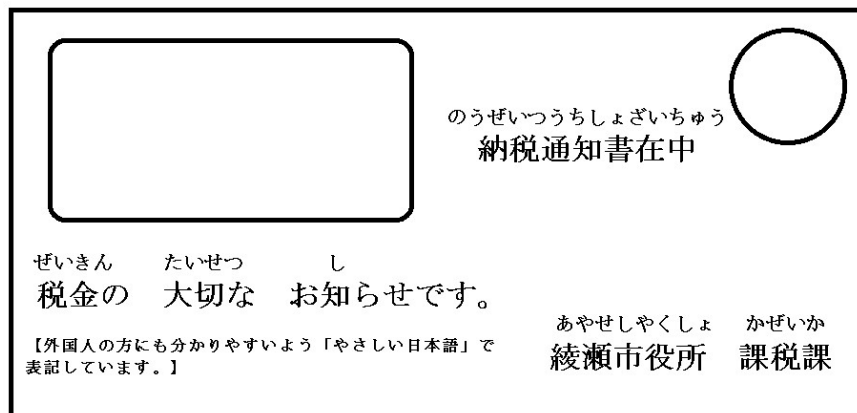 のうぜいつうちしょざいちゅう
納税通知書在中
ぜいきん たいせつ し
税金の 大切な お知らせです。
【外国人の方にも分かりやすいよう「やさしい日本語」で
表記しています。】
あやせしやくしょ かぜいか
綾瀬市役所 課税課